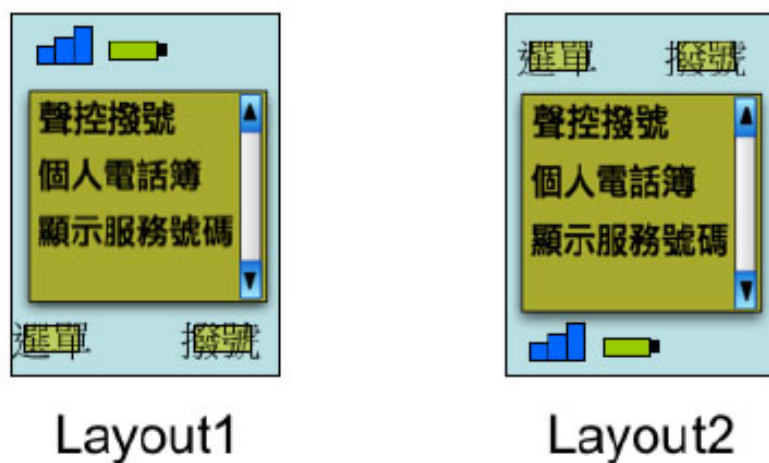 聲控撥號
個人電話簿
顯示服務號碼
選單 撥號
Layout1
選單 撥號
聲控撥號
個人電話簿
顯示服務號碼
Layout2